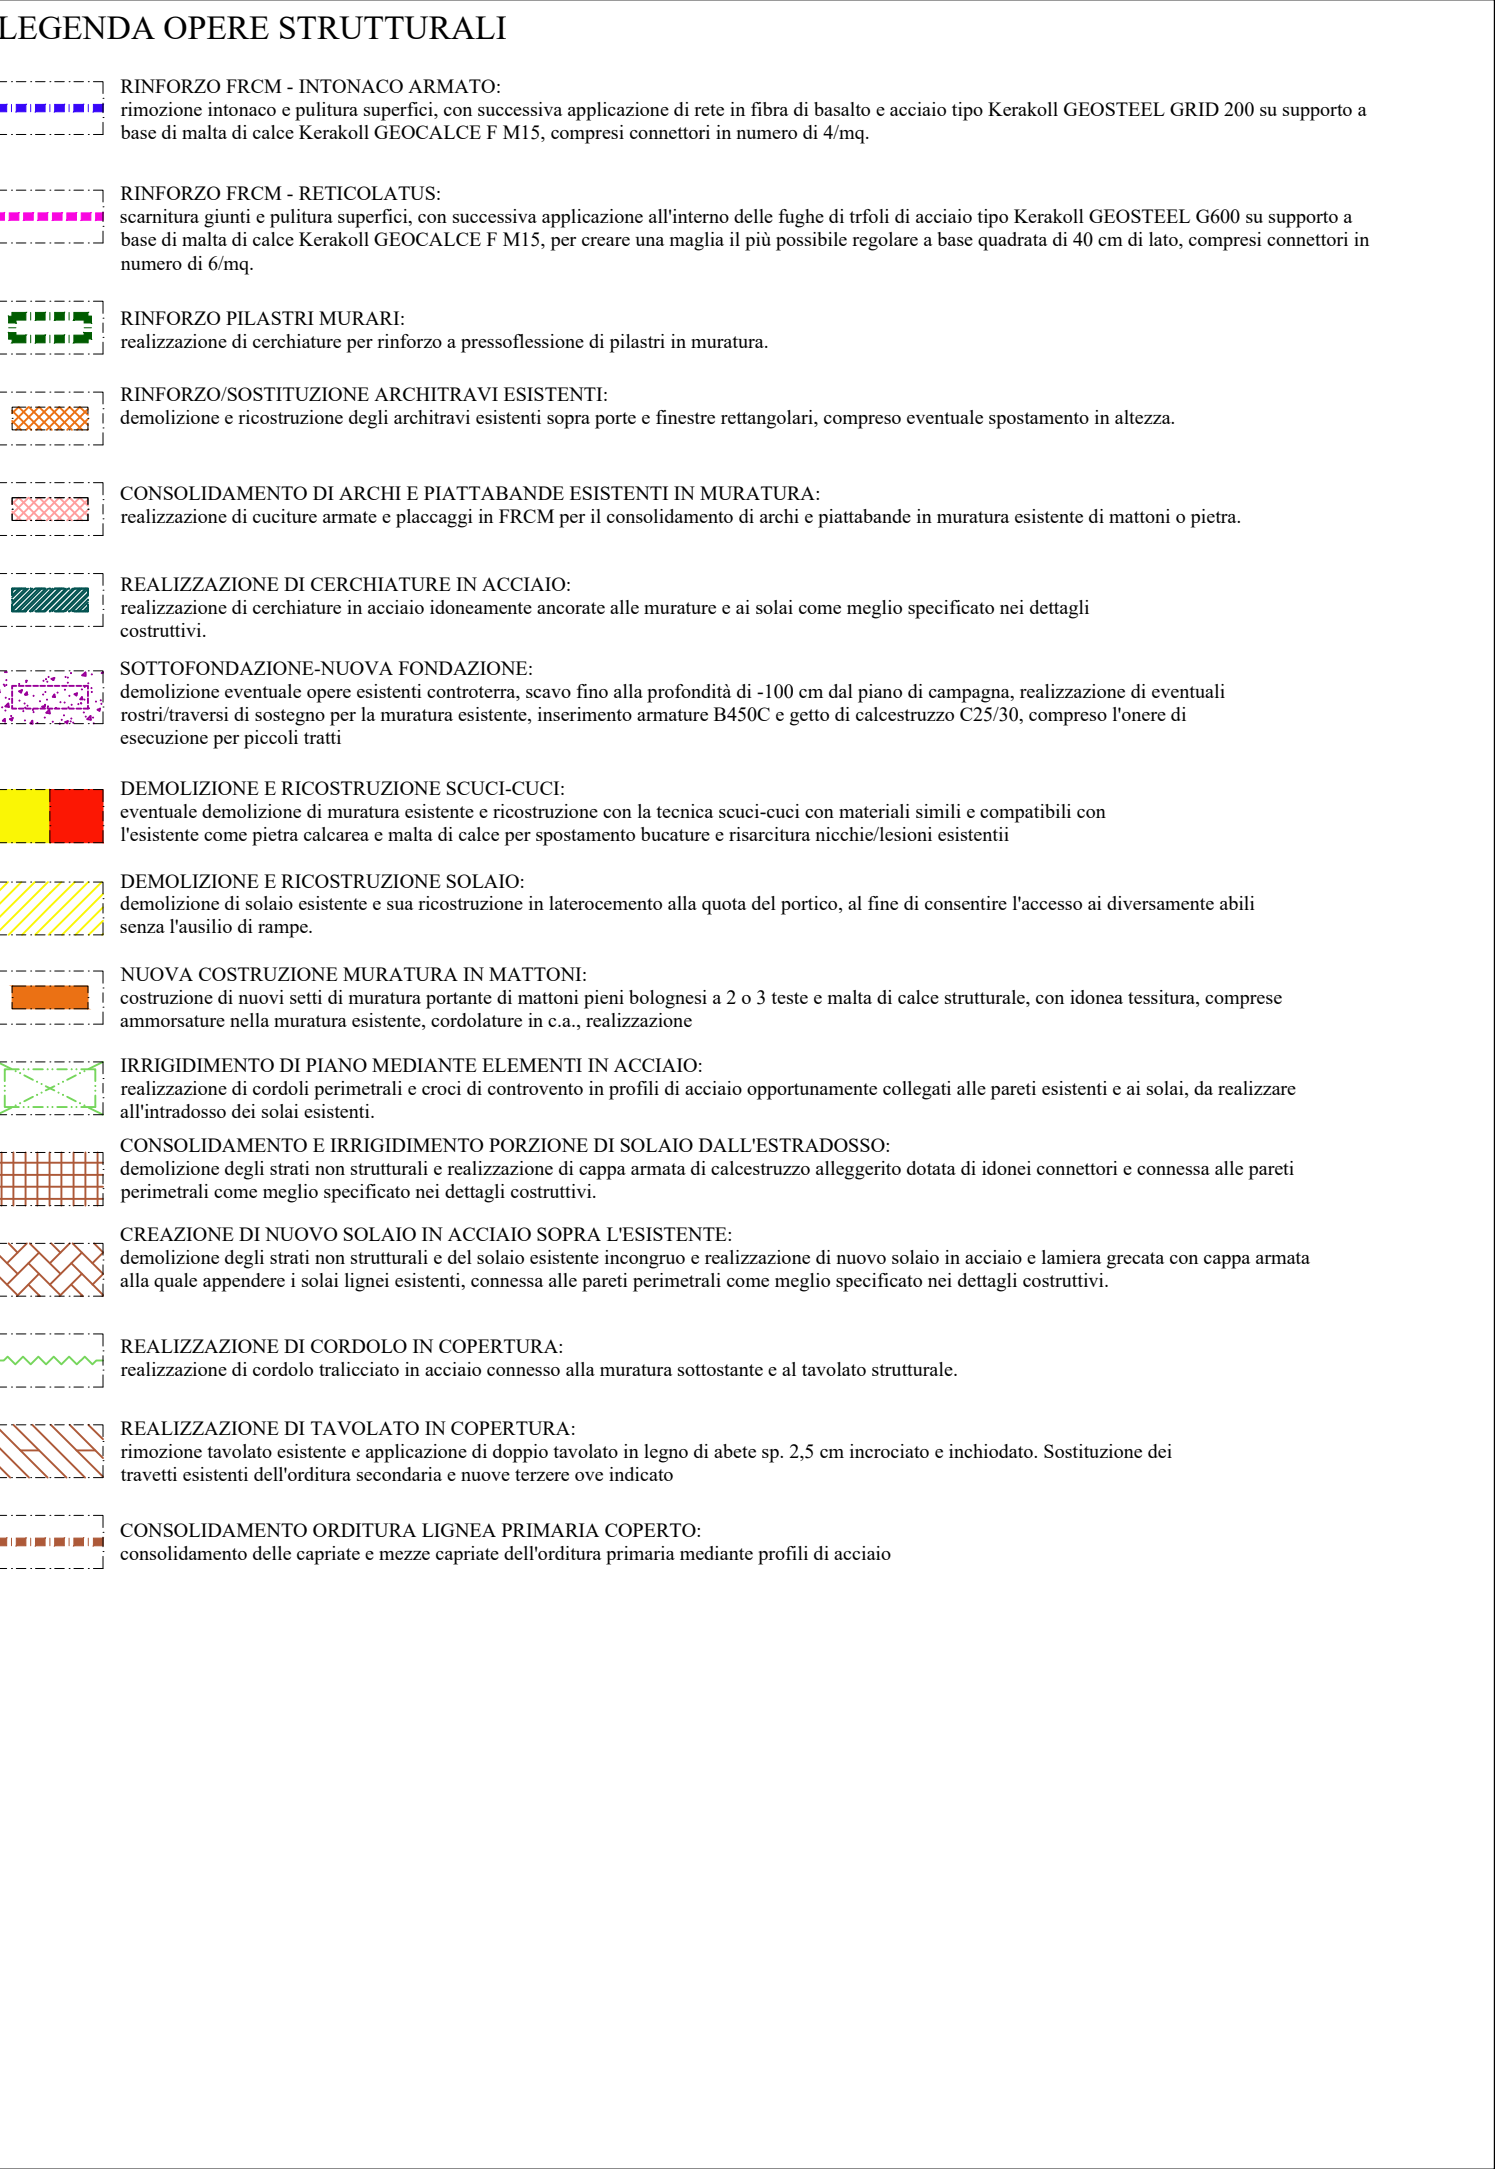 LEGENDA OPERE STRUTTURALI
RINFORZO FRCM - INTONACO ARMATO:
rimozione intonaco e pulitura superfici, con successiva applicazione di rete in fibra di basalto e acciaio tipo Kerakoll GEOSTEEL GRID 200 su supporto a
base di malta di calce Kerakoll GEOCALCE F M15, compresi connettori in numero di 4/mq.
RINFORZO FRCM - RETICOLATUS:
scarnitura giunti e pulitura superfici, con successiva applicazione all'interno delle fughe di trfoli di acciaio tipo Kerakoll GEOSTEEL G600 su supporto a
base di malta di calce Kerakoll GEOCALCE F M15, per creare una maglia il più possibile regolare a base quadrata di 40 cm di lato, compresi connettori in
numero di 6/mq.
RINFORZO PILASTRI MURARI:
realizzazione di cerchiature per rinforzo a pressoflessione di pilastri in muratura.
RINFORZO/SOSTITUZIONE ARCHITRAVI ESISTENTI:
demolizione e ricostruzione degli architravi esistenti sopra porte e finestre rettangolari, compreso eventuale spostamento in altezza.
CONSOLIDAMENTO DI ARCHI E PIATTABANDE ESISTENTI IN MURATURA:
realizzazione di cuciture armate e placcaggi in FRCM per il consolidamento di archi e piattabande in muratura esistente di mattoni o pietra.
REALIZZAZIONE DI CERCHIATURE IN ACCIAIO:
realizzazione di cerchiature in acciaio idoneamente ancorate alle murature e ai solai come meglio specificato nei dettagli
costruttivi.
SOTTOFONDAZIONE-NUOVA FONDAZIONE:
demolizione eventuale opere esistenti controterra, scavo fino alla profondità di -100 cm dal piano di campagna, realizzazione di eventuali
rostri/traversi di sostegno per la muratura esistente, inserimento armature B450C e getto di calcestruzzo C25/30, compreso l'onere di
esecuzione per piccoli tratti
DEMOLIZIONE E RICOSTRUZIONE SCUCI-CUCI:
eventuale demolizione di muratura esistente e ricostruzione con la tecnica scuci-cuci con materiali simili e compatibili con
l'esistente come pietra calcarea e malta di calce per spostamento bucature e risarcitura nicchie/lesioni esistentii
DEMOLIZIONE E RICOSTRUZIONE SOLAIO:
demolizione di solaio esistente e sua ricostruzione in laterocemento alla quota del portico, al fine di consentire l'accesso ai diversamente abili
senza l'ausilio di rampe.
NUOVA COSTRUZIONE MURATURA IN MATTONI:
costruzione di nuovi setti di muratura portante di mattoni pieni bolognesi a 2 o 3 teste e malta di calce strutturale, con idonea tessitura, comprese
ammorsature nella muratura esistente, cordolature in c.a., realizzazione
IRRIGIDIMENTO DI PIANO MEDIANTE ELEMENTI IN ACCIAIO:
realizzazione di cordoli perimetrali e croci di controvento in profili di acciaio opportunamente collegati alle pareti esistenti e ai solai, da realizzare
all'intradosso dei solai esistenti.
CONSOLIDAMENTO E IRRIGIDIMENTO PORZIONE DI SOLAIO DALL'ESTRADOSSO:
demolizione degli strati non strutturali e realizzazione di cappa armata di calcestruzzo alleggerito dotata di idonei connettori e connessa alle pareti
perimetrali come meglio specificato nei dettagli costruttivi.
CREAZIONE DI NUOVO SOLAIO IN ACCIAIO SOPRA L'ESISTENTE:
demolizione degli strati non strutturali e del solaio esistente incongruo e realizzazione di nuovo solaio in acciaio e lamiera grecata con cappa armata
alla quale appendere i solai lignei esistenti, connessa alle pareti perimetrali come meglio specificato nei dettagli costruttivi.
REALIZZAZIONE DI CORDOLO IN COPERTURA:
realizzazione di cordolo tralicciato in acciaio connesso alla muratura sottostante e al tavolato strutturale.
REALIZZAZIONE DI TAVOLATO IN COPERTURA:
rimozione tavolato esistente e applicazione di doppio tavolato in legno di abete sp. 2,5 cm incrociato e inchiodato. Sostituzione dei
travetti esistenti dell'orditura secondaria e nuove terzere ove indicato
CONSOLIDAMENTO ORDITURA LIGNEA PRIMARIA COPERTO:
consolidamento delle capriate e mezze capriate dell'orditura primaria mediante profili di acciaio